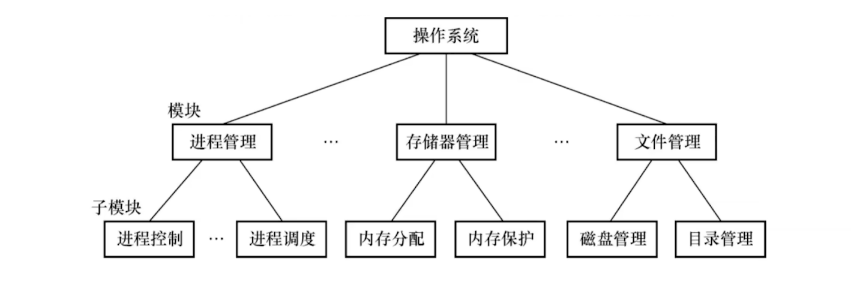 操作系统
模块
进程管理 … 存储器管理 … 文件管理
子模块
进程控制 … 进程调度 内存分配 内存保护 磁盘管理 目录管理